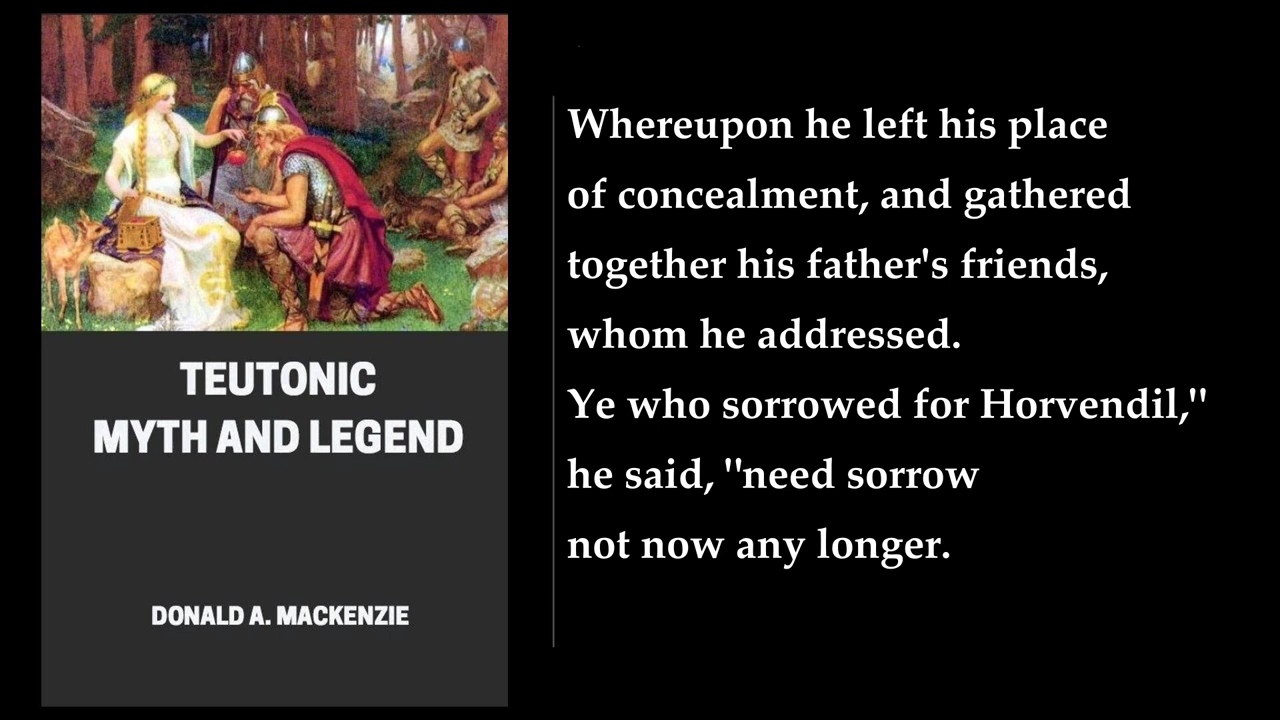 TEUTONIC
MYTH AND LEGEND
DONALD A. MACKENZIE
Whereupon he left his place
of concealment, and gathered
together his father's friends,
whom he addressed.
Ye who sorrowed for Horvendil,"
he said, "need sorrow
not now any longer.